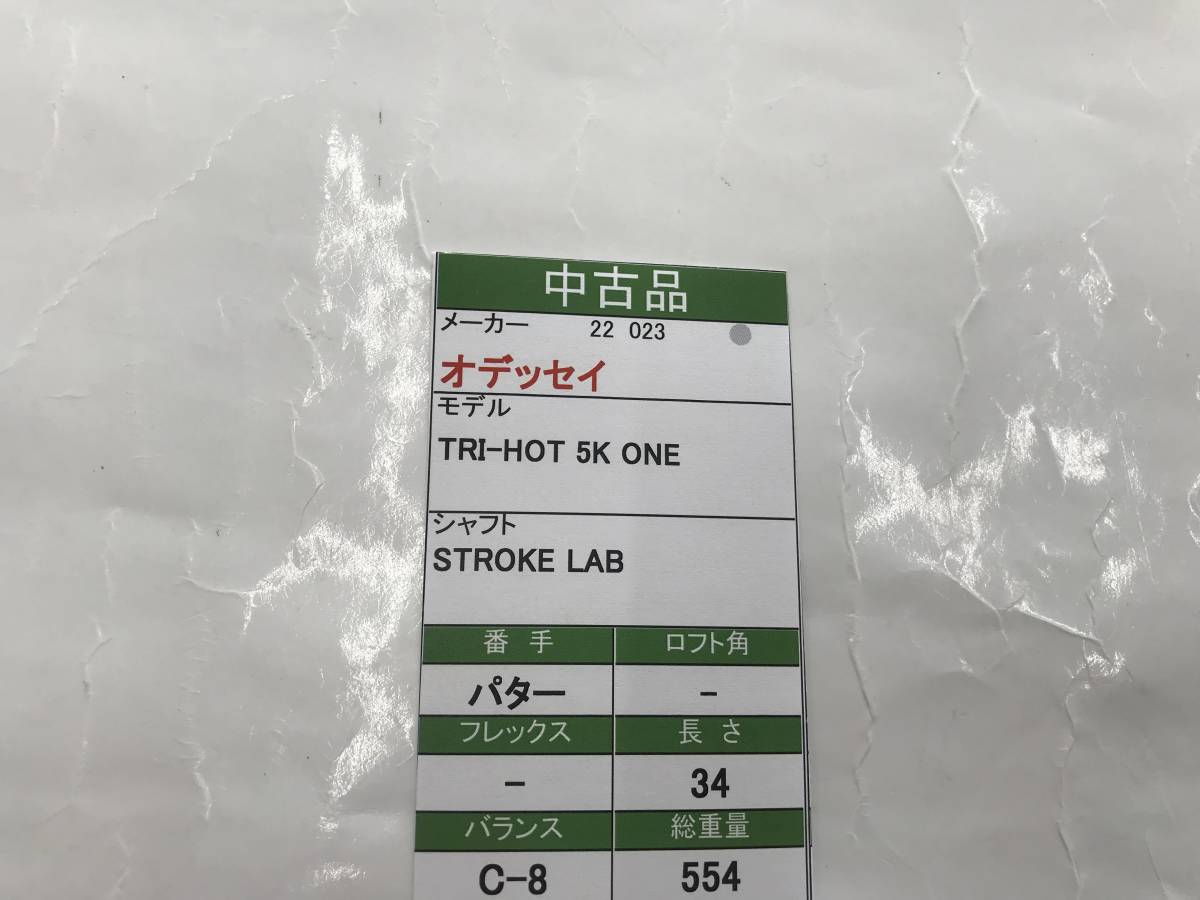 中古品
メーカー 22 023
オデッセイ
モデル
TRI-HOT 5K ONE
シャフト
STROKE LAB
番 手 ロフト角
パター -
フレックス 長 さ
- 34
バランス 総重量
C-8 554